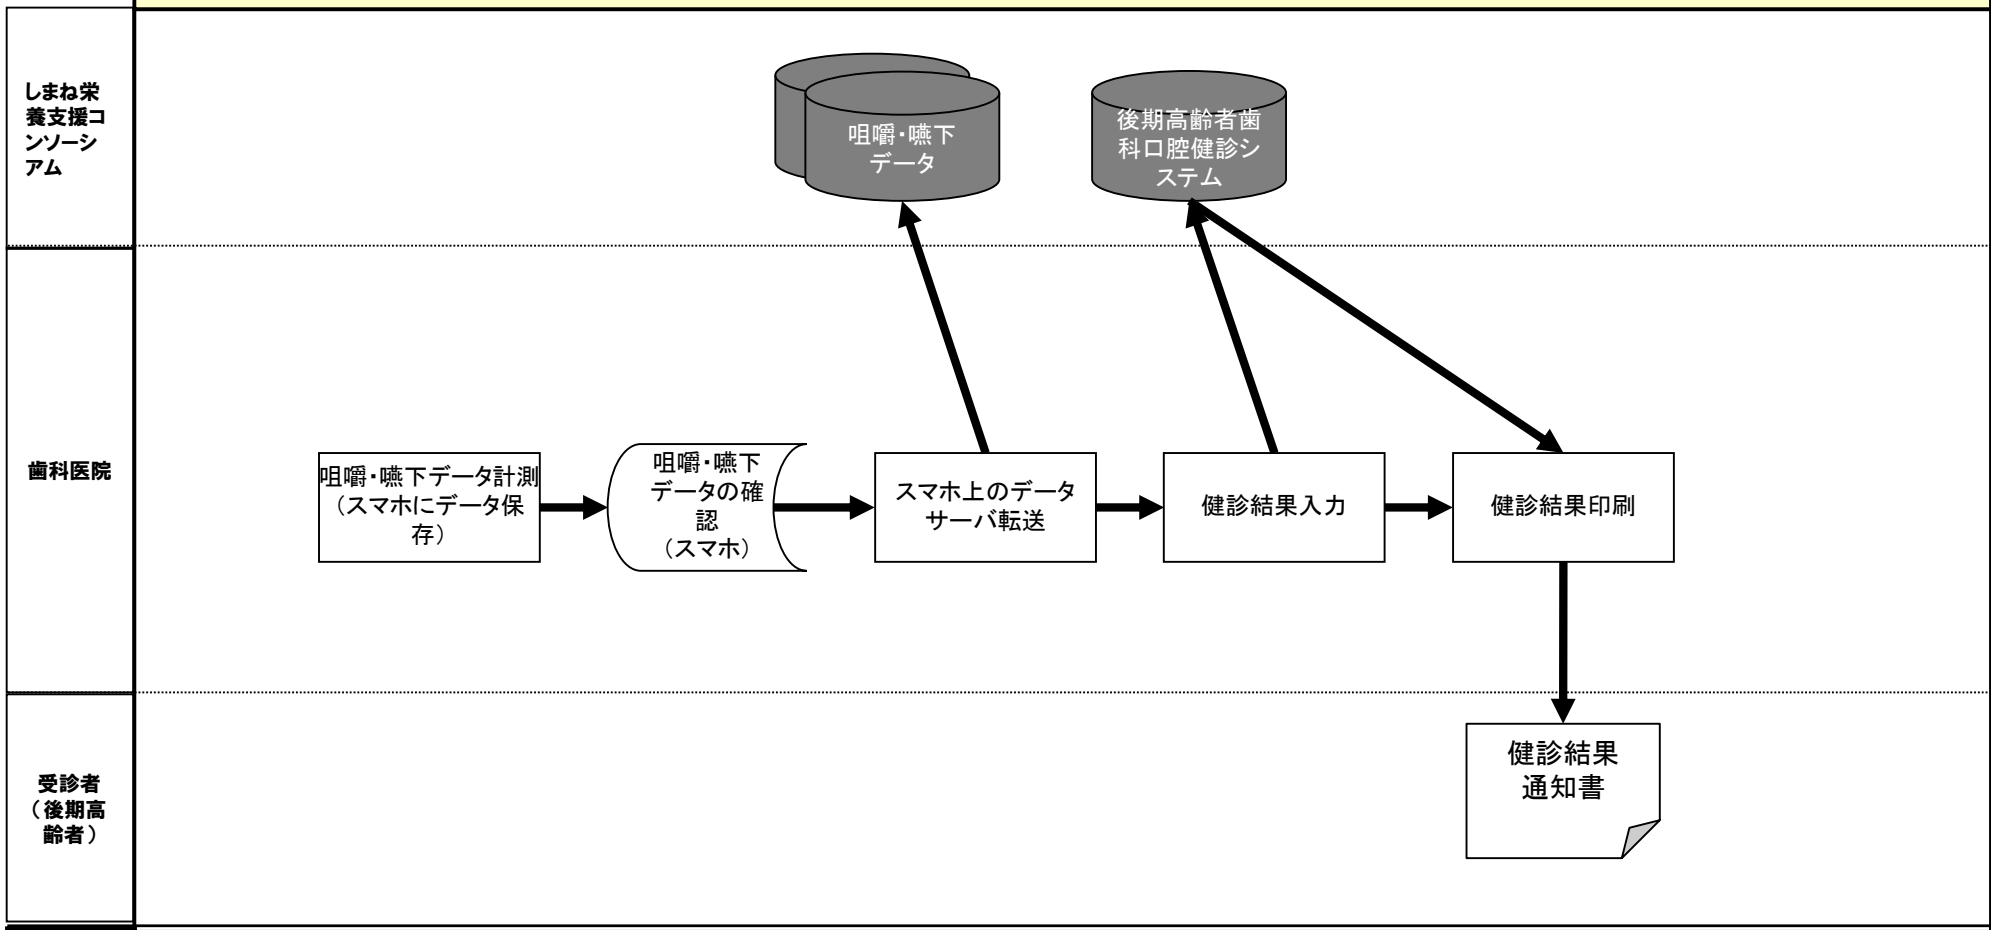 しまね栄
養支援コ
ンソーシ
アム
咀嚼・嚥下
データ
後期高齢者歯
科口腔健診シ
ステム
歯科医院
咀嚼・嚥下データ計測
（スマホにデータ保
存）
咀嚼・嚥下
データの確
認
（スマホ）
スマホ上のデータ
サーバ転送
健診結果入力
健診結果印刷
受診者
（後期高
齢者）
健診結果
通知書